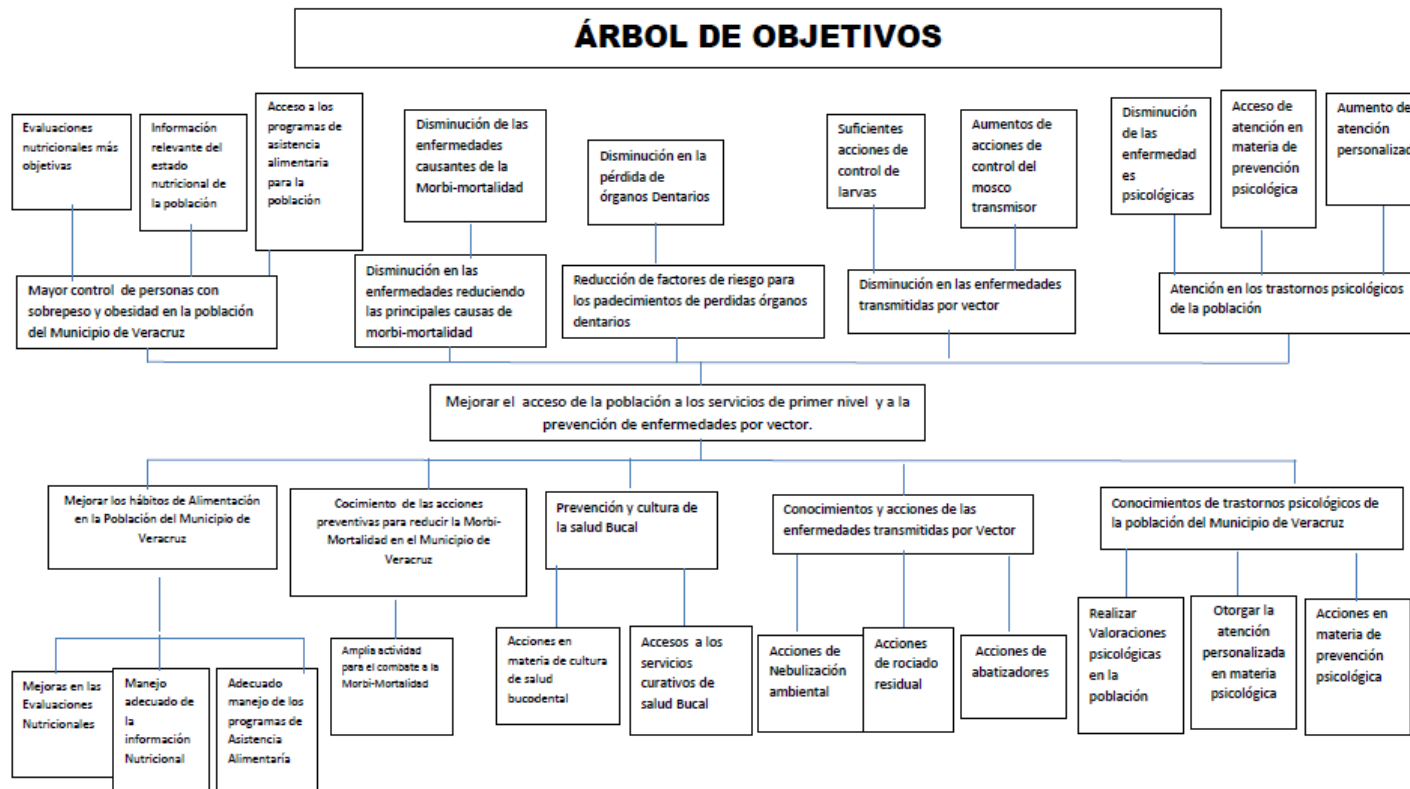 ÁRBOL DE OBJETIVOS
Evaluaciones
nutricionales más
objetivas
Información
relevante del
estado
nutricional de
la población
Acceso a los
programas de
asistencia
alimentaria
para la
población
Disminución de las
enfermedades
causantes de la
Morbi-mortalidad
Disminución en la
pérdida de
órganos Dentarios
Suficientes
acciones de
control de
larvas
Aumentos de
acciones de
control del
mosco
transmisor
Disminución
de las
enfermedad
es psicológicas
Acceso de
atención en
materia de
prevención
psicológica
Aumento de
atención
personalizad
Mayor control de personas con
sobrepeso y obesidad en la población
del Municipio de Veracruz
Disminución en las
enfermedades reduciendo
las principales causas de
morbi-mortalidad
Reducción de factores de riesgo para
los padecimientos de perdidas órganos
dentarios
Disminución en las enfermedades
transmitidas por vector
Atención en los trastornos psicológicos
de la población
Mejorar el acceso de la población a los servicios de primer nivel y a la
prevención de enfermedades por vector.
Mejorar los hábitos de Alimentación
en la Población del Municipio de
Veracruz
Cocimiento de las acciones
preventivas para reducir la Morbi-
Mortalidad en el Municipio de
Veracruz
Prevención y cultura de
la salud Bucal
Conocimientos y acciones de las
enfermedades transmitidas por Vector
Conocimientos de trastornos psicológicos de
la población del Municipio de Veracruz
Mejoras en las
Evaluaciones
Nutricionales
Manejo
adecuado de
la
información
Nutricional
Adecuado
manejo de los
programas de
Asistencia
Alimentaría
Amplia actividad
para el combate a la
Morbi-Mortalidad
Acciones en
materia de cultura
de salud
bucodental
Accesos a los
servicios
curativos de
salud Bucal
Acciones de
Nebulización
ambiental
Acciones
de rociado
residual
Acciones de
abatizadores
Realizar
Valoraciones
psicológicas
en la
población
Otorgar la
atención
personalizada
en materia
psicológica
Acciones en
materia de
prevención
psicológica